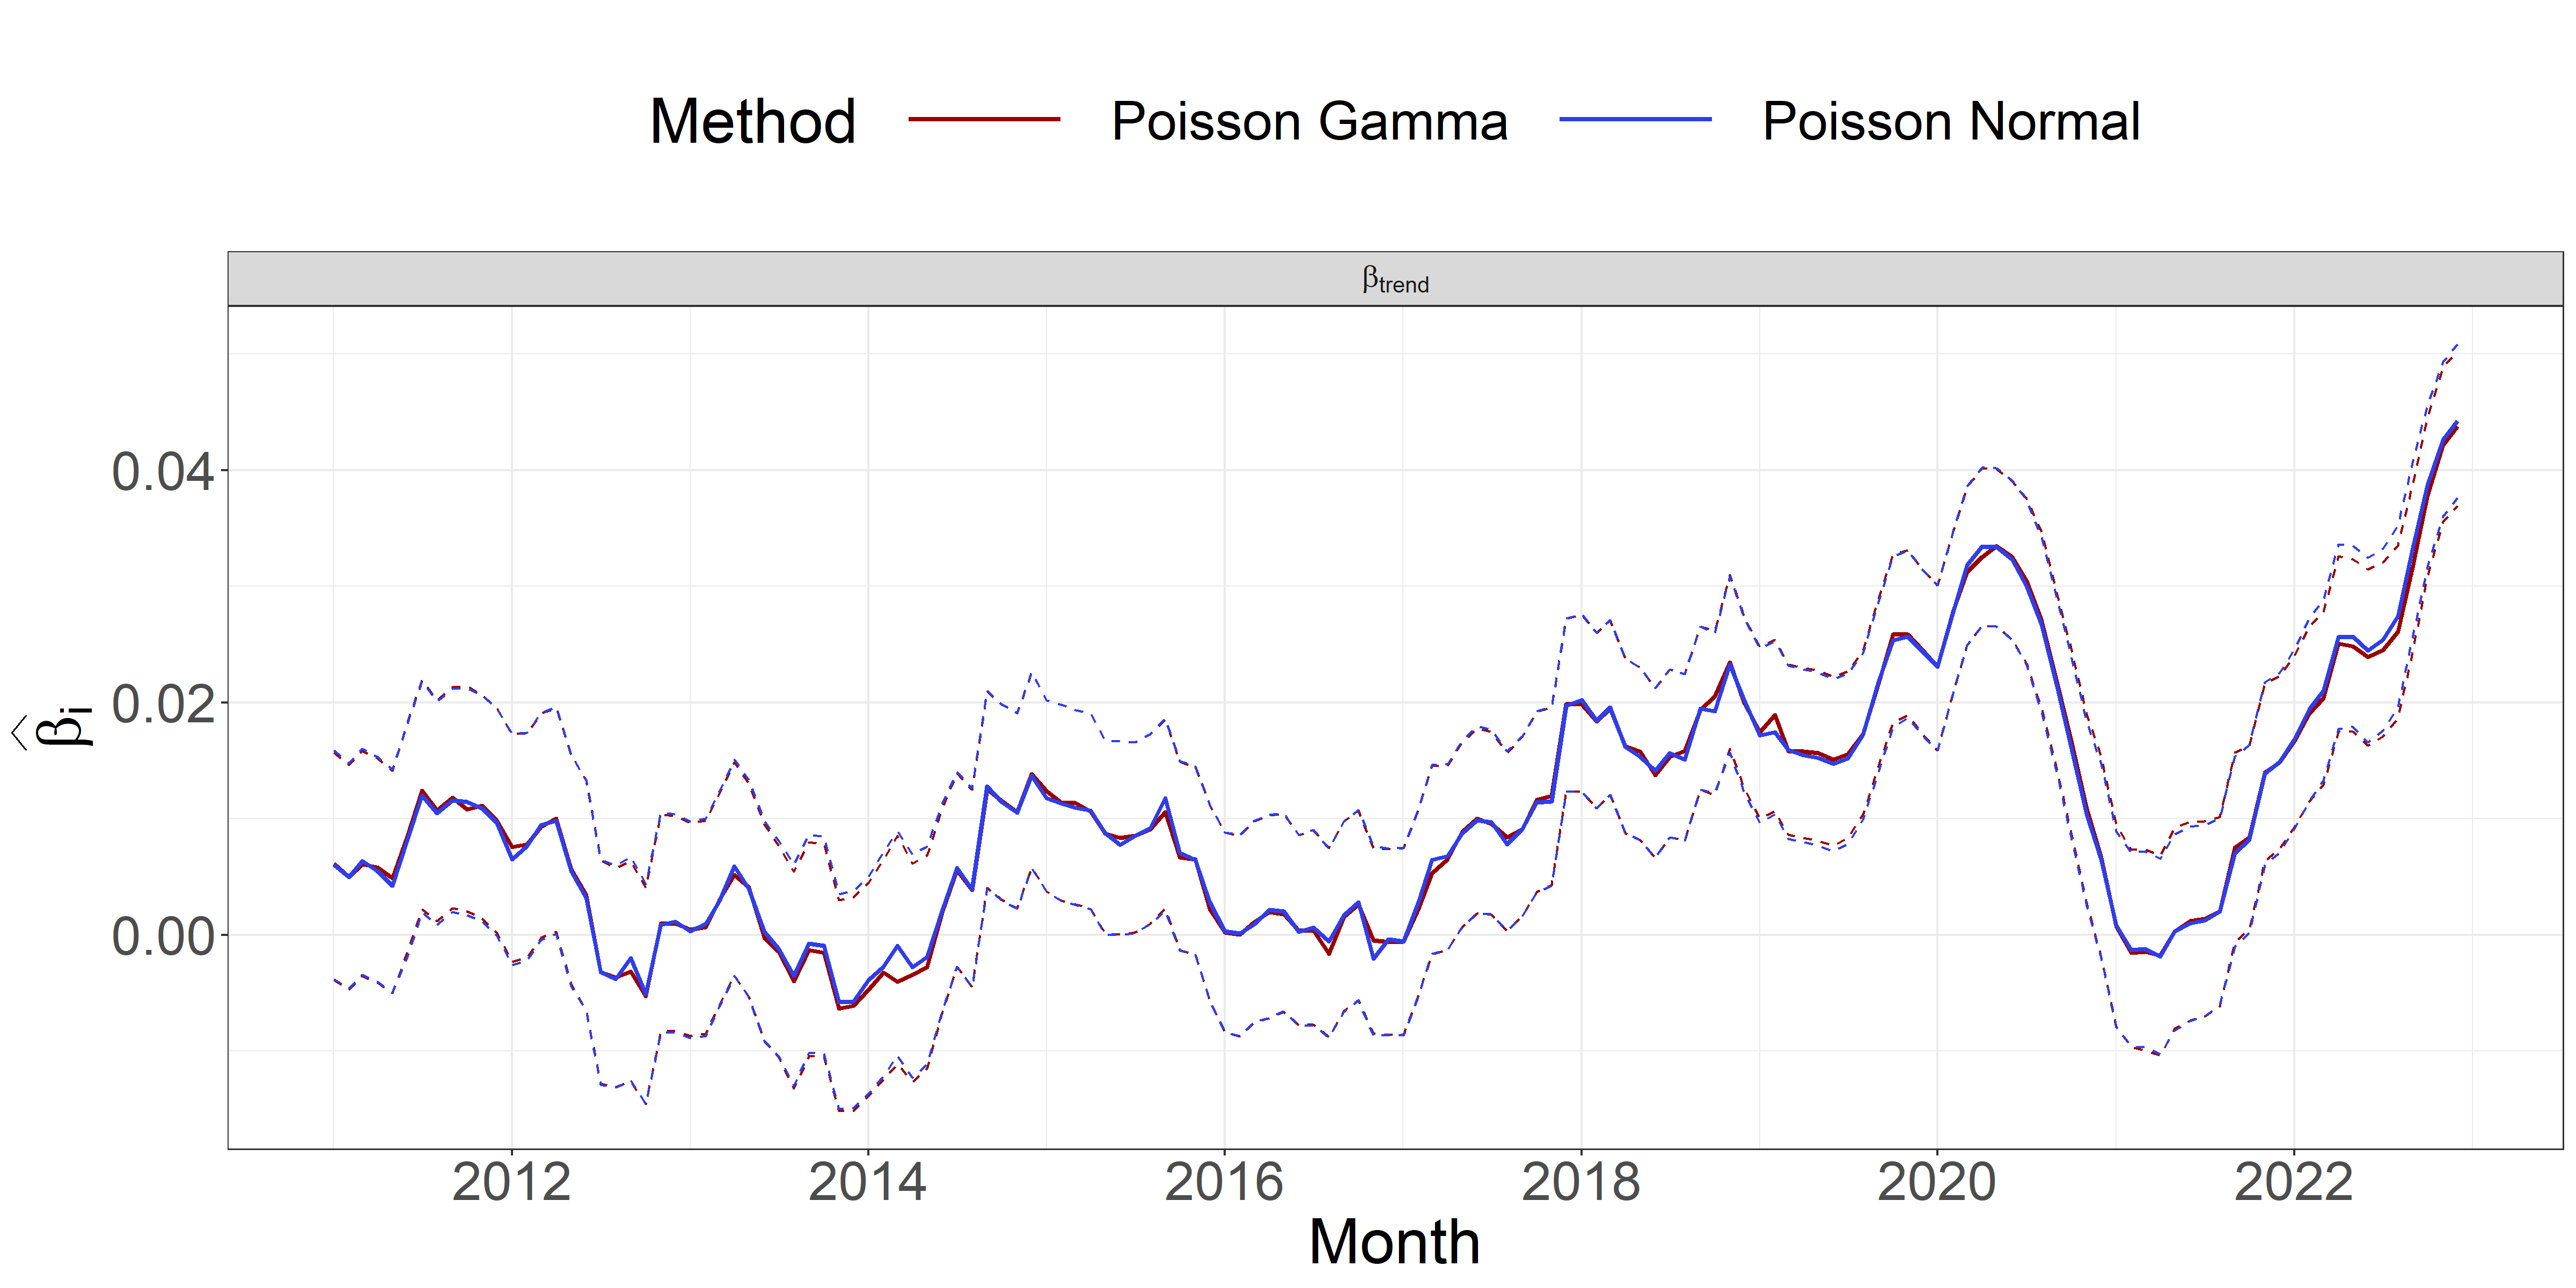 Method Poisson Gamma Poisson Normal
βtrend
0.04
0.02
0.00
β̂i
2012 2014 2016 2018 2020 2022
Month